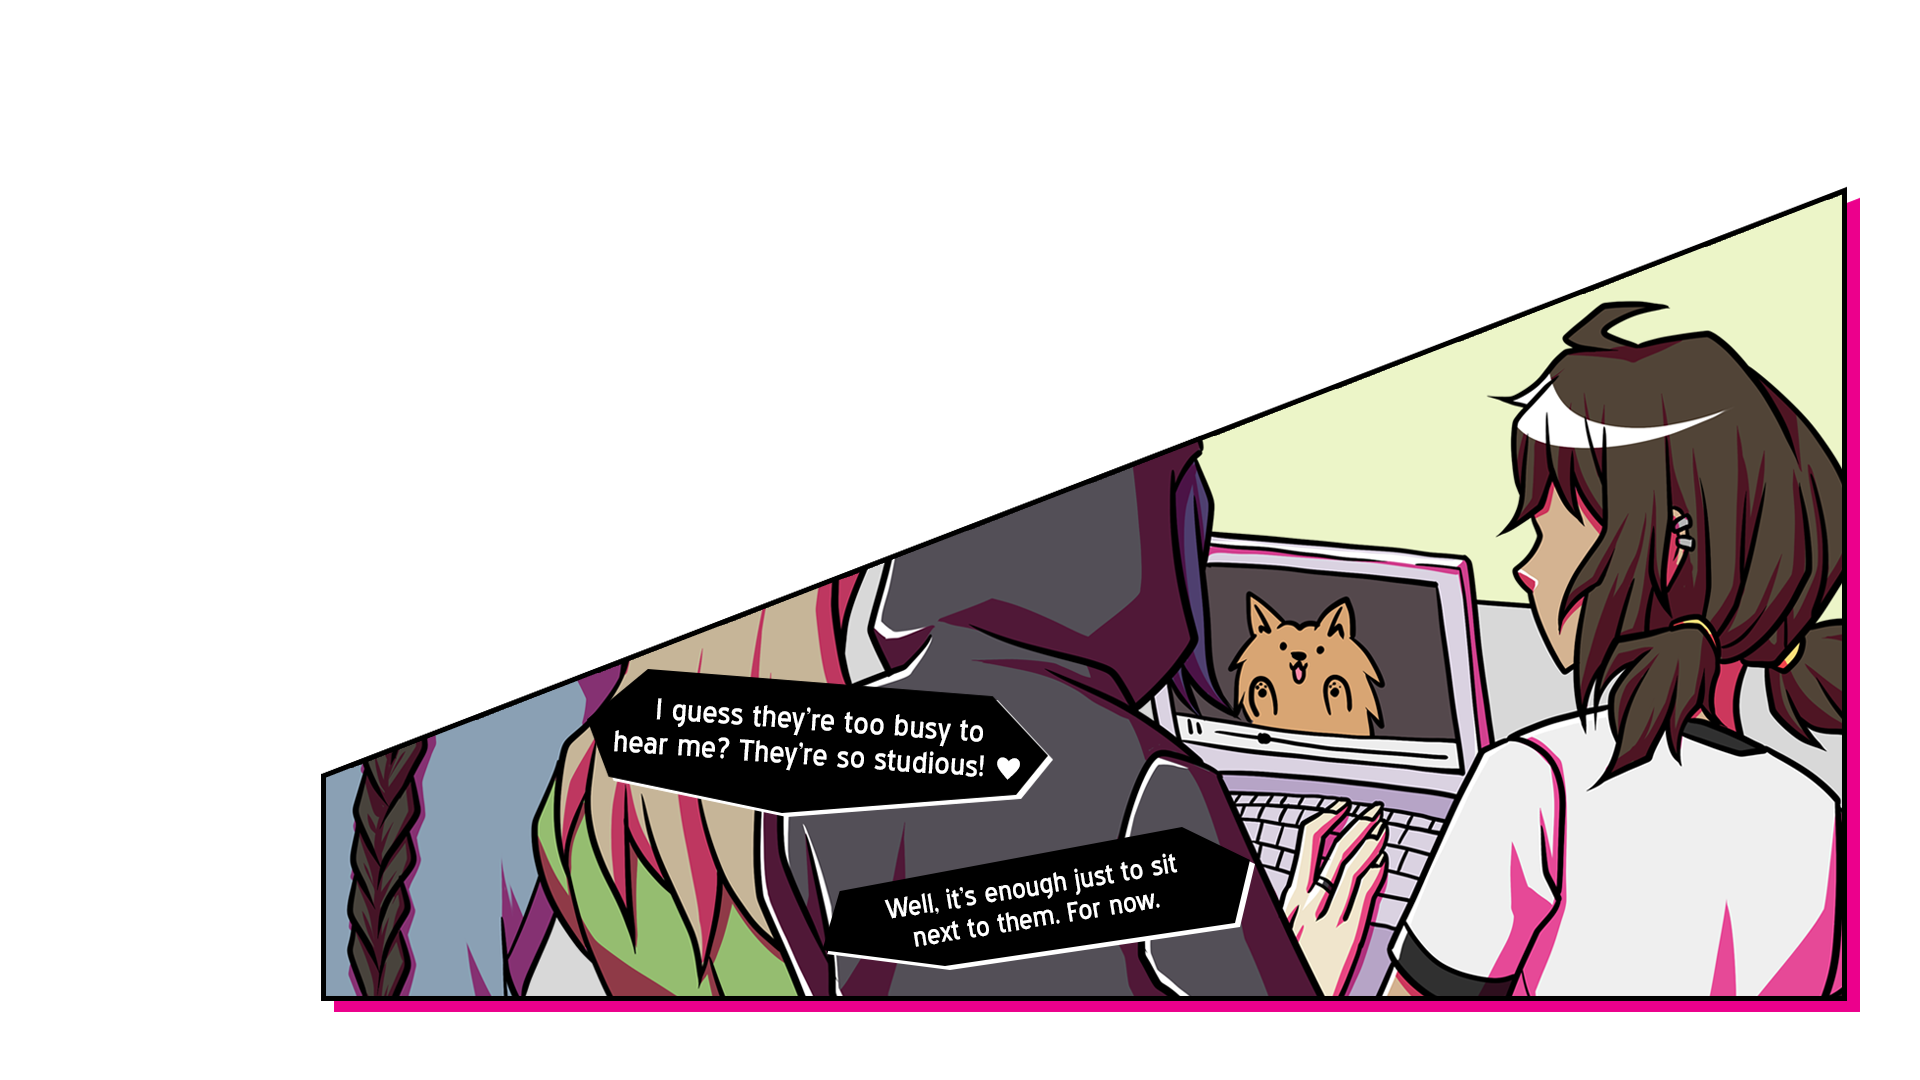 I guess they're too busy to
hear me? They're so studious! ♥
Well, it's enough just to sit
next to them. For now.